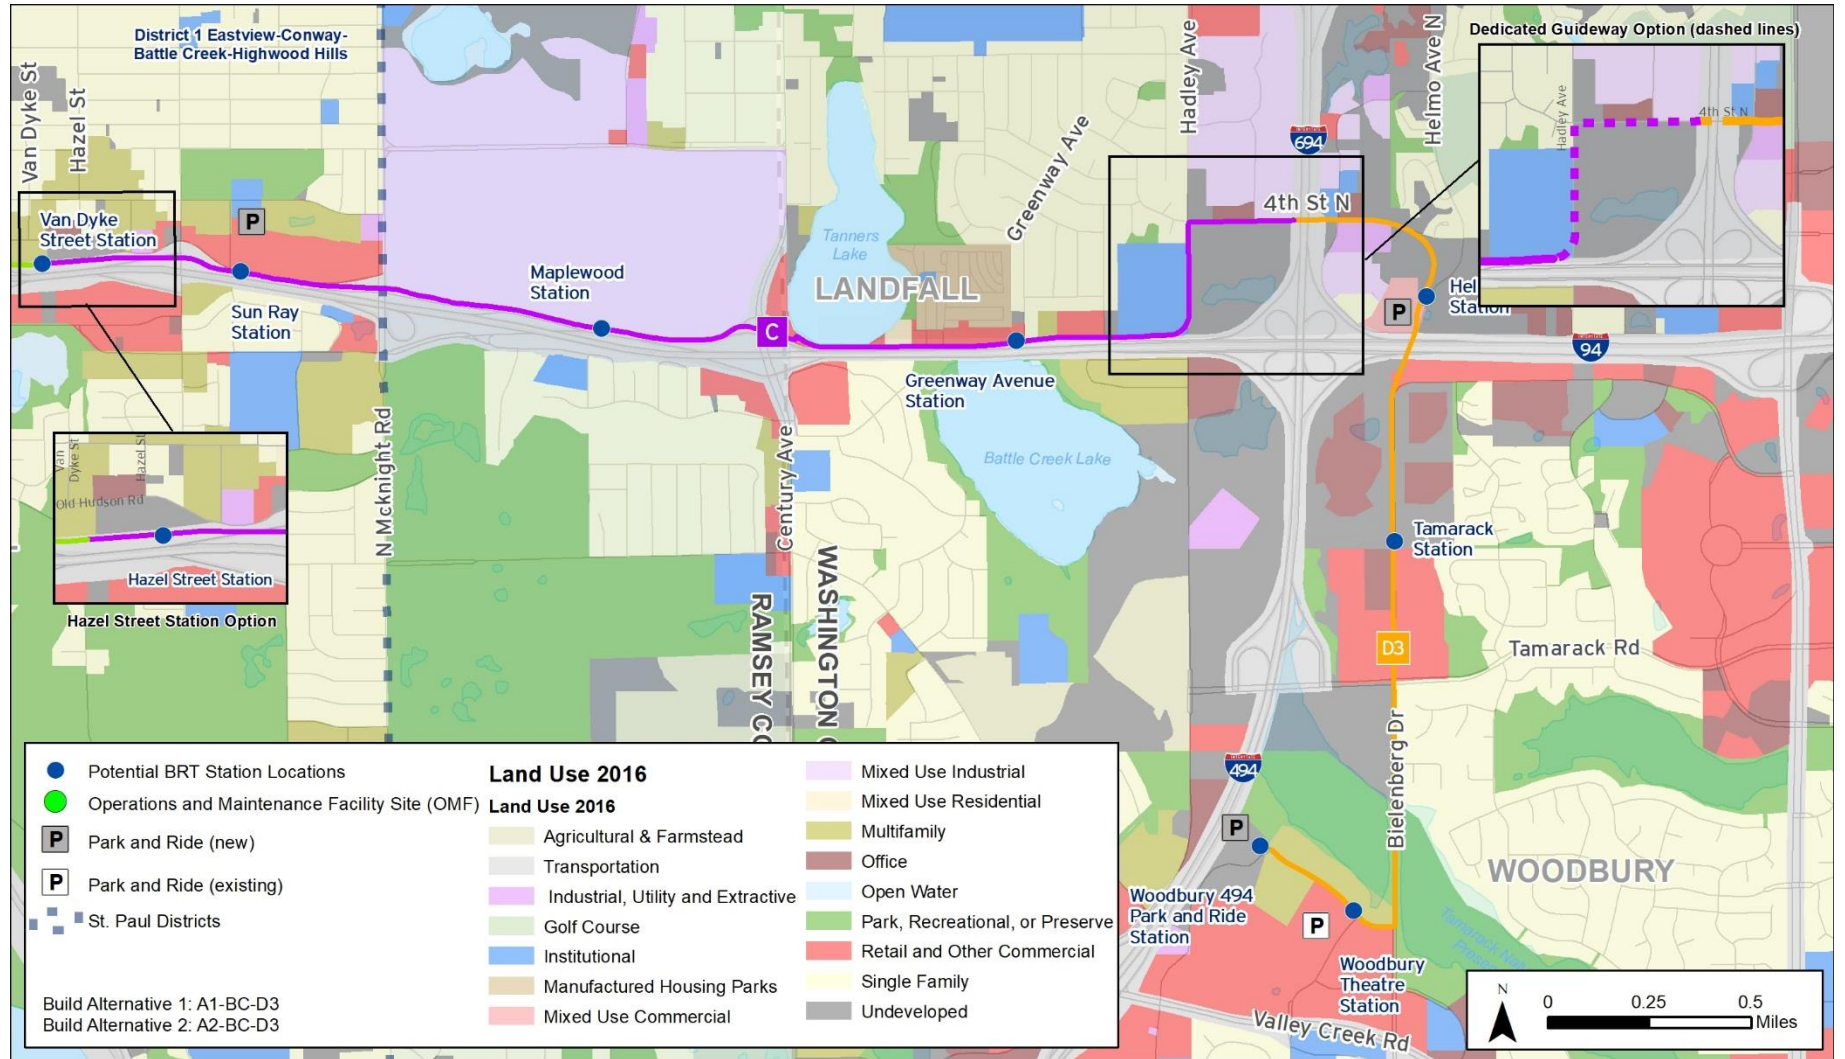 District 1 Eastview-Conway-
Battle Creek-Highwood Hills
Van Dyke St
Hazel St
Hadley Ave
Helmo Ave N
Dedicated Guideway Option (dashed lines)
Hadley Ave
4th St N
694
Greenway Ave
4th St N
Van Dyke
Street Station
P
Sun Ray
Station
Maplewood
Station
Tanners
Lake
LANDFALL
C
Greenway Avenue
Station
P
Hel
Station
94
Van
Dyke St
Hazel St
Old Hudson Rd
Hazel Street Station
Hazel Street Station Option
N Mcknight Rd
Century Ave
Battle Creek Lake
Tamarack
Station
RAMSEY CO
WASHINGTON
D3
Tamarack Rd
Bielenberg Dr
494
P
WOODBURY
Woodbury 494
Park and Ride
Station
P
Woodbury
Theatre
Station
Valley Creek Rd
Potential BRT Station Locations
Operations and Maintenance Facility Site (OMF)
P
Park and Ride (new)
P
Park and Ride (existing)
St. Paul Districts
Build Alternative 1: A1-BC-D3
Build Alternative 2: A2-BC-D3
Land Use 2016
Land Use 2016
Agricultural & Farmstead
Transportation
Industrial, Utility and Extractive
Golf Course
Institutional
Manufactured Housing Parks
Mixed Use Commercial
Mixed Use Industrial
Mixed Use Residential
Multifamily
Office
Open Water
Park, Recreational, or Preserve
Retail and Other Commercial
Single Family
Undeveloped
N
0 0.25 0.5
Miles